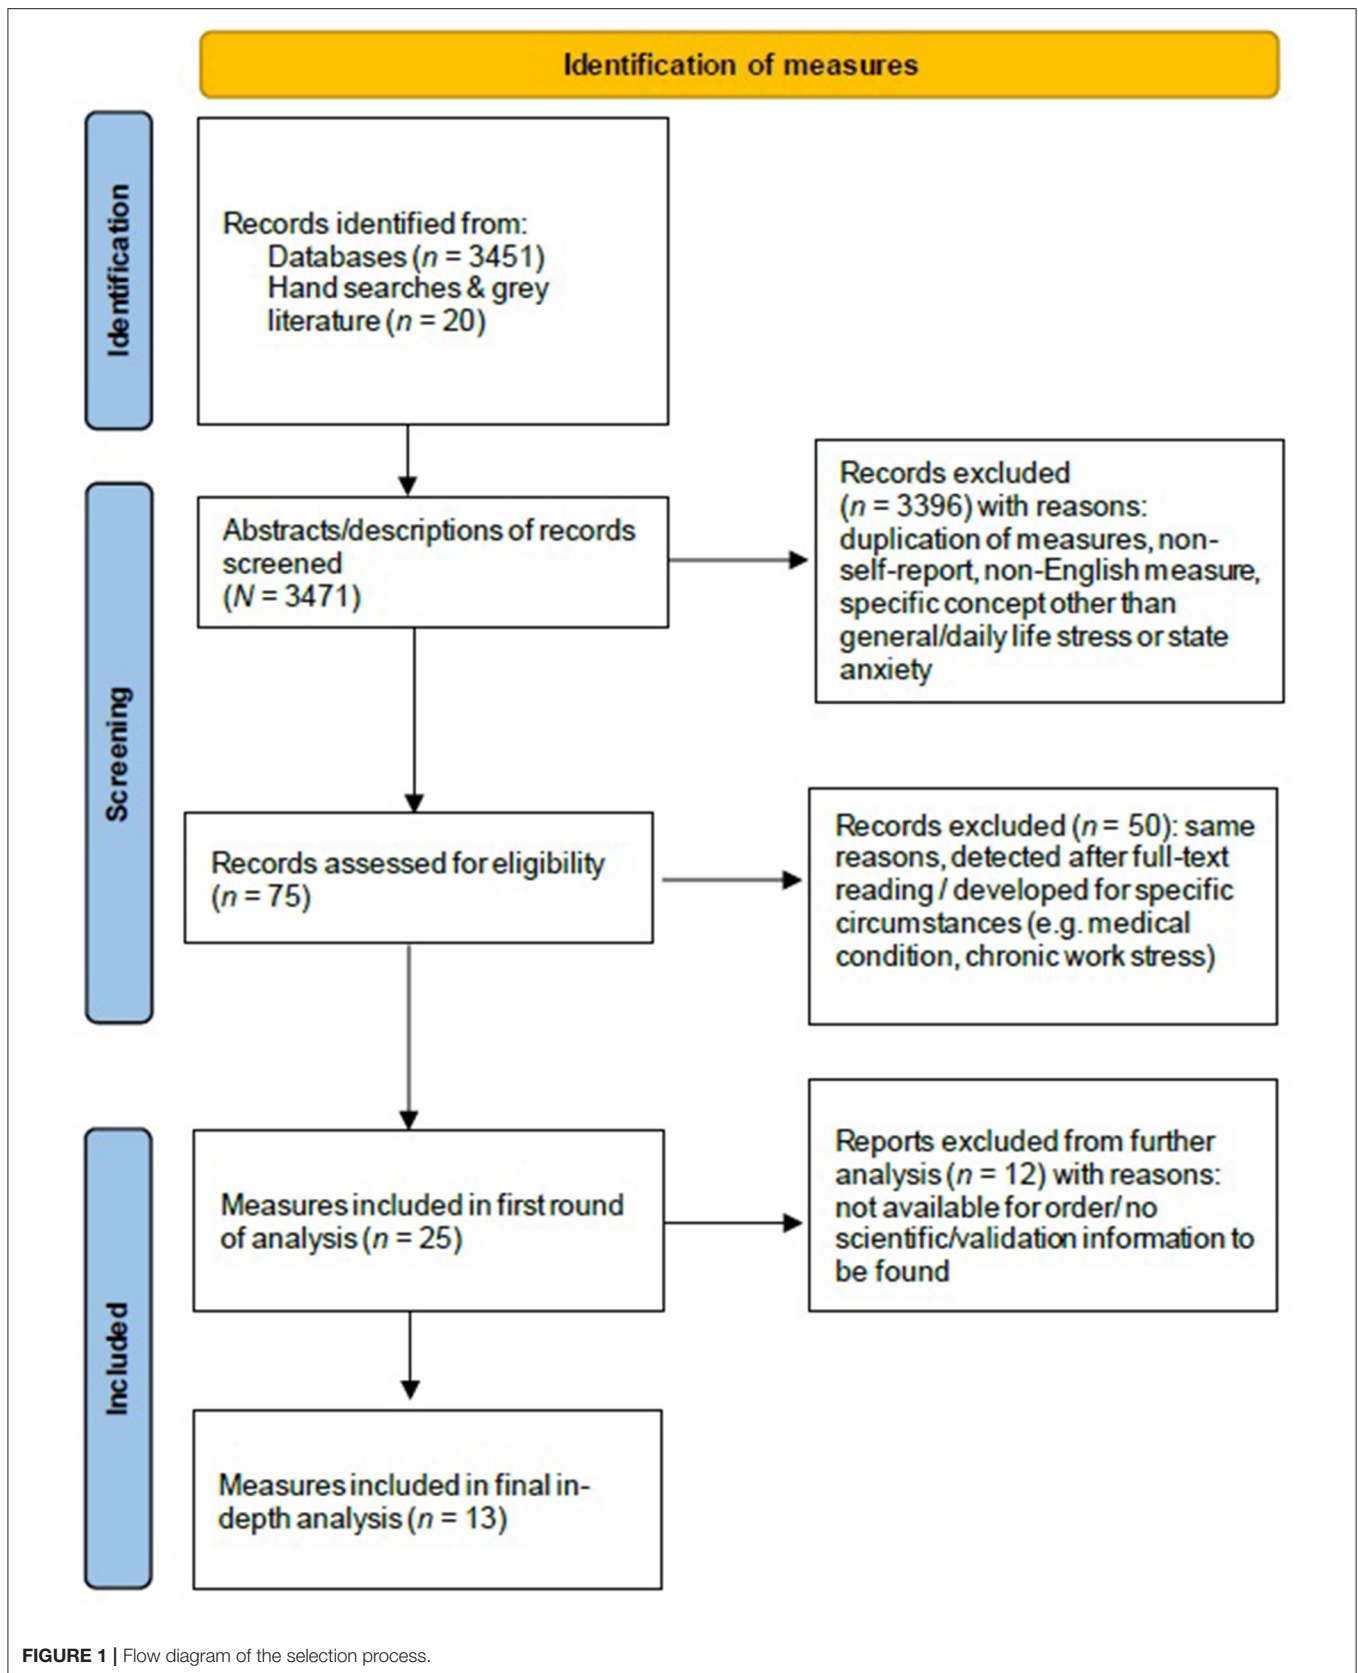 Identification of measures
Identification
Records identified from:
Databases (n = 3451)
Hand searches & grey
literature (n = 20)
Screening
Abstracts/descriptions of records
screened
(N = 3471)
Records excluded
(n = 3396) with reasons:
duplication of measures, non-
self-report, non-English measure,
specific concept other than
general/daily life stress or state
anxiety
Records assessed for eligibility
(n = 75)
Records excluded (n = 50): same
reasons, detected after full-text
reading / developed for specific
circumstances (e.g. medical
condition, chronic work stress)
Included
Measures included in first round
of analysis (n = 25)
Reports excluded from further
analysis (n = 12) with reasons:
not available for order/ no
scientific/validation information to
be found
Measures included in final in-
depth analysis (n = 13)
FIGURE 1 | Flow diagram of the selection process.